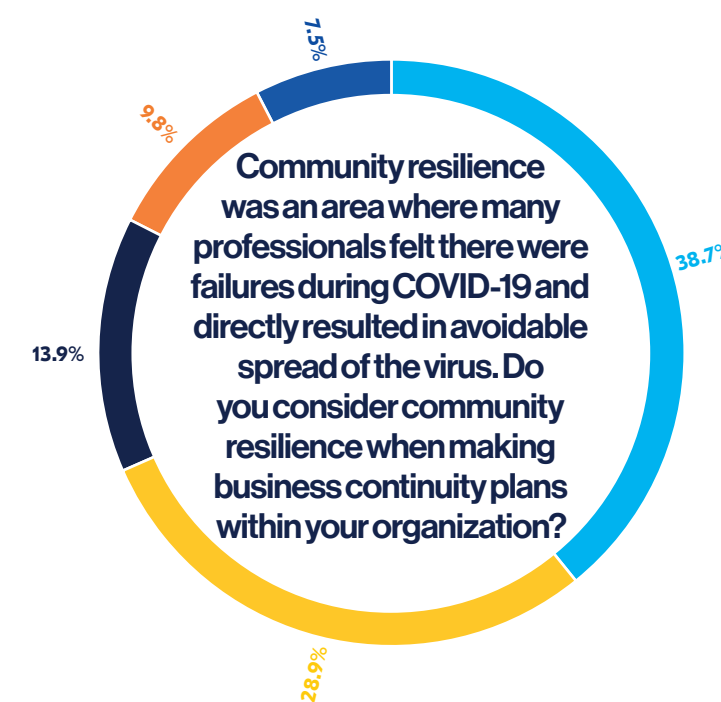 7.5%
9.8%
Community resilience
was an area where many
professionals felt there were
failures during COVID-19 and
directly resulted in avoidable
spread of the virus. Do
you consider community
resilience when making
business continuity plans
within your organization?
38.7%
13.9%
28.9%